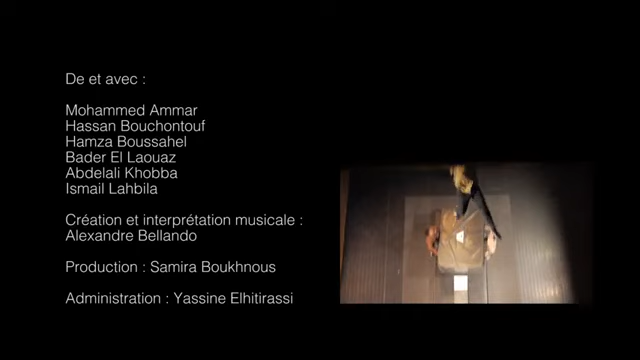 De et avec :
Mohammed Ammar
Hassan Bouchontouf
Hamza Boussahel
Bader El Laouaz
Abdelali Khobba
Ismail Lahbila
Création et interprétation musicale :
Alexandre Bellando
Production : Samira Boukhnous
Administration : Yassine Elhitirassi